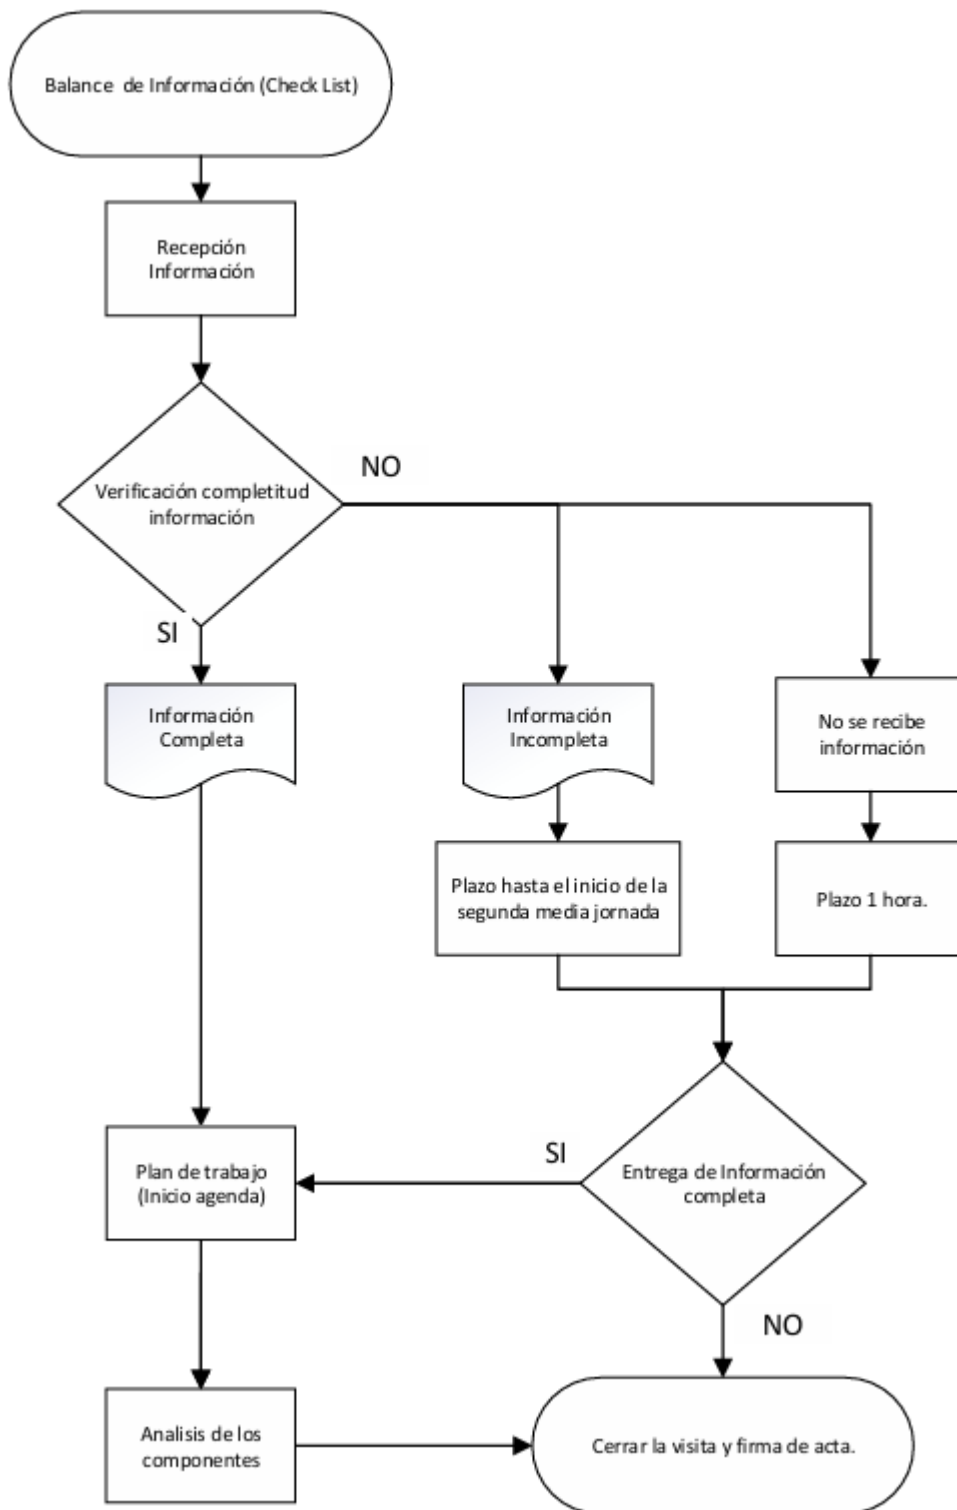 Balance de Información (Check List)
Recepción
Información
NO
Verificación completitud
información
SI
Información
Completa
Información
Incompleta
No se recibe
información
Plazo hasta el inicio de la
segunda media jornada
Plazo 1 hora.
SI
Plan de trabajo
(Inicio agenda)
Entrega de Información
completa
NO
Analisis de los
componentes
Cerrar la visita y firma de acta.